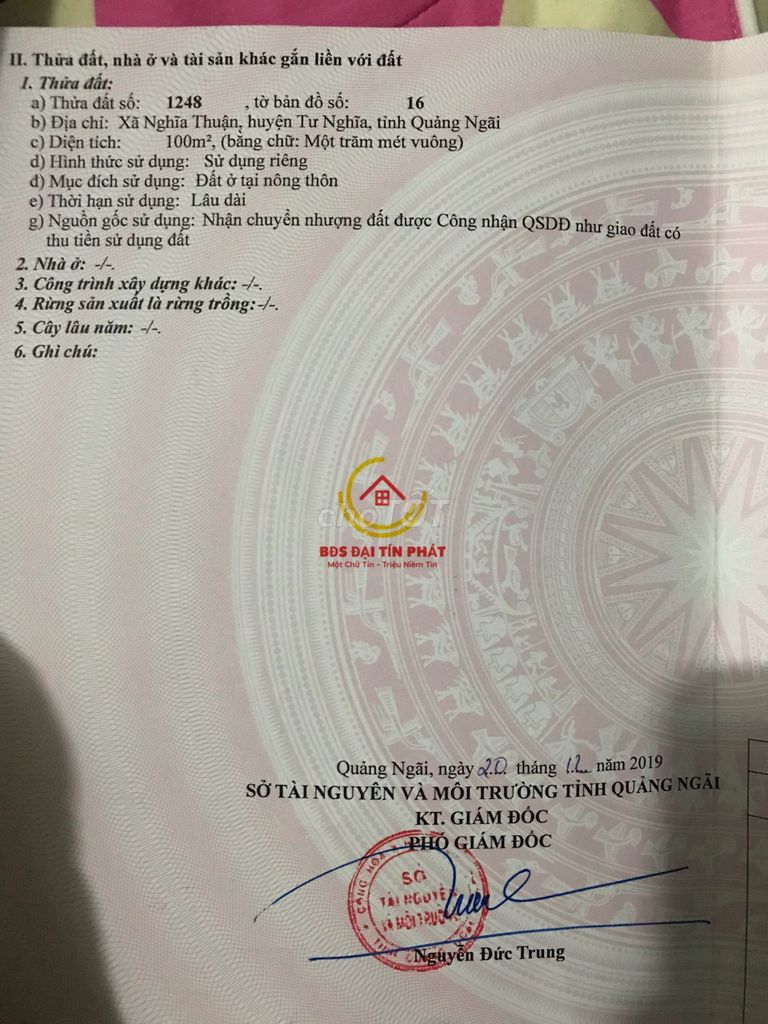 II. Thửa đất, nhà ở và tài sản khác gắn liền với đất
1. Thửa đất:
a) Thửa đất số: 1248 , tờ bản đồ số: 16
b) Địa chỉ: Xã Nghĩa Thuận, huyện Tư Nghĩa, tỉnh Quảng Ngãi
c) Diện tích: 100m², (bằng chữ: Một trăm mét vuông)
d) Hình thức sử dụng: Sử dụng riêng
đ) Mục đích sử dụng: Đất ở tại nông thôn
e) Thời hạn sử dụng: Lâu dài
g) Nguồn gốc sử dụng: Nhận chuyển nhượng đất được Công nhận QSDĐ như giao đất có
thu tiền sử dụng đất
2. Nhà ở: -/-.
3. Công trình xây dựng khác: -/-.
4. Rừng sản xuất là rừng trồng: -/-.
5. Cây lâu năm: -/-.
6. Ghi chú:
chợTỐT
BĐS ĐẠI TÍN PHÁT
Một Chữ Tín - Triệu Niềm Tin
Quảng Ngãi, ngày 20 tháng 12 năm 2019
SỞ TÀI NGUYÊN VÀ MÔI TRƯỜNG TỈNH QUẢNG NGÃI
KT. GIÁM ĐỐC
PHÓ GIÁM ĐỐC
SỞ
TÀI NGUYÊN
VÀ MÔI TRƯỜNG
Nguyễn Đức Trung